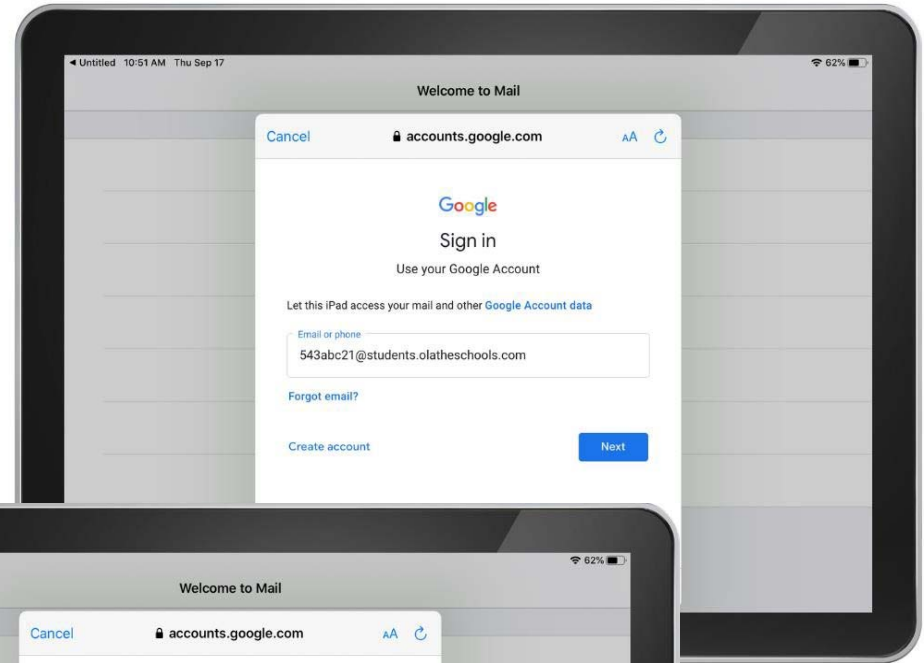 ◀ Untitled 10:51 AM Thu Sep 17 62%
Welcome to Mail
Cancel accounts.google.com AA
Google
Sign in
Use your Google Account
Let this iPad access your mail and other Google Account data
Email or phone
543abc21@students.olatheschools.com
Forgot email?
Create account Next
62%
Welcome to Mail
Cancel accounts.google.com AA